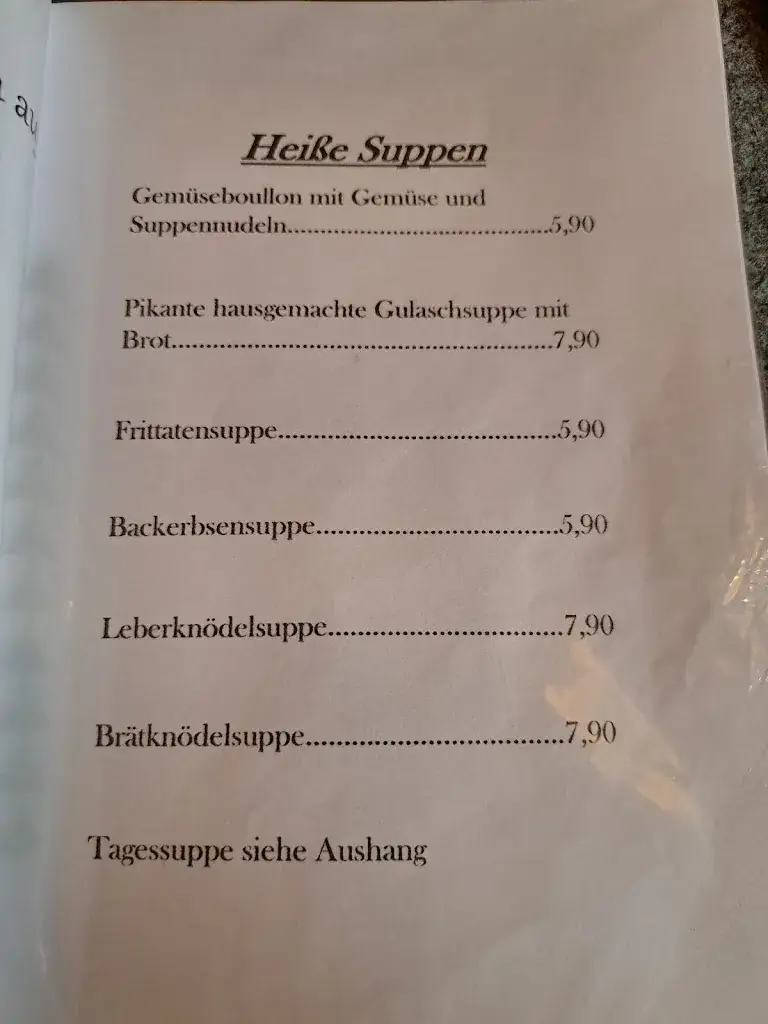 au
Heiße Suppen
Gemüseboullon mit Gemüse und
Suppennudeln.......................................5,90
Pikante hausgemachte Gulaschsuppe mit
Brot.........................................................7,90
Frittatensuppe.......................................5,90
Backerbsensuppe................................5,90
Leberknödelsuppe...............................7,90
Brätknödelsuppe..................................7,90
Tagessuppe siehe Aushang